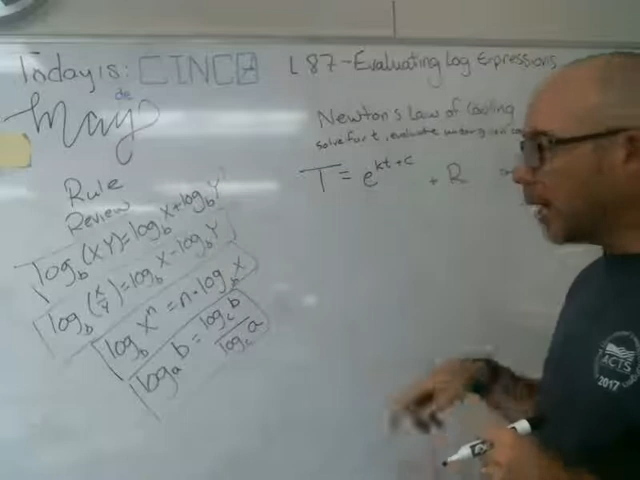 Today is: CINCO
de
Mayo
Rule
Review
log_b(XY)=log_b X+log_b Y
log_b(X/Y)=log_b X-log_b Y
log_b X^n = n·log_b X
log_a b = log_c b / log_c a
L 87-Evaluating Log Expressions
Newton's Law of Cooling
solve for t, evaluate using
T = e^(kt+c) + R
ACTS
2017